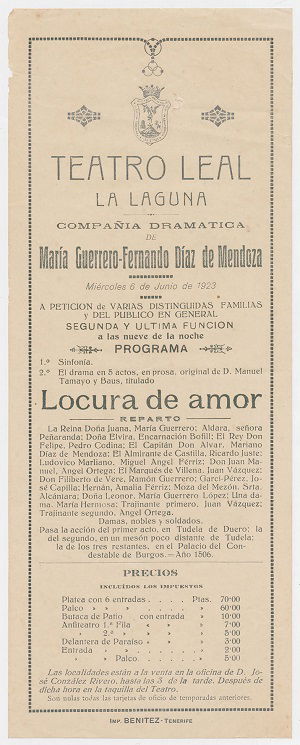 TEATRO LEAL
LA LAGUNA
COMPAÑIA DRAMATICA
DE
María Guerrero-Fernando Díaz de Mendoza
Miércoles 6 de Junio de 1923
A PETICION de VARIAS DISTINGUIDAS FAMILIAS
y DEL PUBLICO EN GENERAL
SEGUNDA Y ULTIMA FUNCION
a las nueve de la noche
PROGRAMA
1.º Sinfonía.
2.º El drama en 5 actos, en prosa, original de D. Manuel
Tamayo y Baus, titulado
Locura de amor
REPARTO
La Reina Doña Juana, María Guerrero; Aldara, señora
Peñaranda; Doña Elvira, Encarnación Bofill; El Rey Don
Felipe, Pedro Codina; El Capitán Don Alvar, Mariano
Díaz de Mendoza; El Almirante de Castilla, Ricardo Juste;
Ludovico Marliano, Miguel Angel Férriz; Don Juan Ma-
nuel, Angel Ortega; El Marqués de Villena, Juan Vázquez;
Don Filiberto de Vere, Ramón Guerrero; Garci-Pérez, Jo-
sé Capilla; Hernán, Amalia Férriz; Moza del Mezón, Srta.
Alcántara; Doña Leonor, María Guerrero López; Una da-
ma, María Hermosa; Trajinante primero, Juan Vázquez;
Trajinante segundo, Angel Ortega.
Damas, nobles y soldados.
Pasa la acción del primer acto, en Tudela de Duero; la
del segundo, en un mesón poco distante de Tudela;
la de los tres restantes, en el Palacio del Con-
destable de Burgos.—Año 1506.
PRECIOS
INCLUÍDOS LOS IMPUESTOS
Platea con 6 entradas . . . . Ptas. 70'00
Palco » » » . . . . » 60'00
Butaca de Patio con entrada » 10'00
Anfiteatro 1.ª Fila » » 7'00
» 2.ª » » » 5'00
Delantera de Paraíso » » 3'00
Entrada . . . . . . . » 2'00
» Palco . . . . . » 5'00
Las localidades están a la venta en la oficina de D. Jo-
sé González Rivero, hasta las 3 de la tarde. Después de
dicha hora en la taquilla del Teatro.
Son nulas todas las tarjetas de oficio de temporadas anteriores.
IMP. BENITEZ-TENERIFE